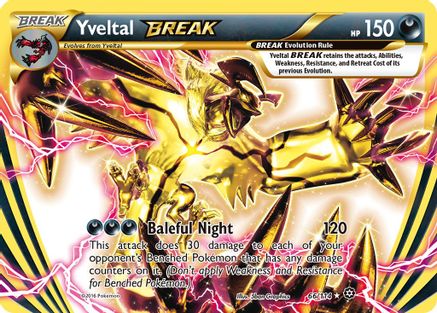 BREAK
Yveltal BREAK HP 150
Evolves from Yveltal
BREAK Evolution Rule
Yveltal BREAK retains the attacks, Abilities,
Weakness, Resistance, and Retreat Cost of its
previous Evolution.
Baleful Night 120
This attack does 30 damage to each of your
opponent's Benched Pokémon that has any damage
counters on it. (Don't apply Weakness and Resistance
for Benched Pokémon.)
©2016 Pokémon
Illus. 5ban Graphics
66/114